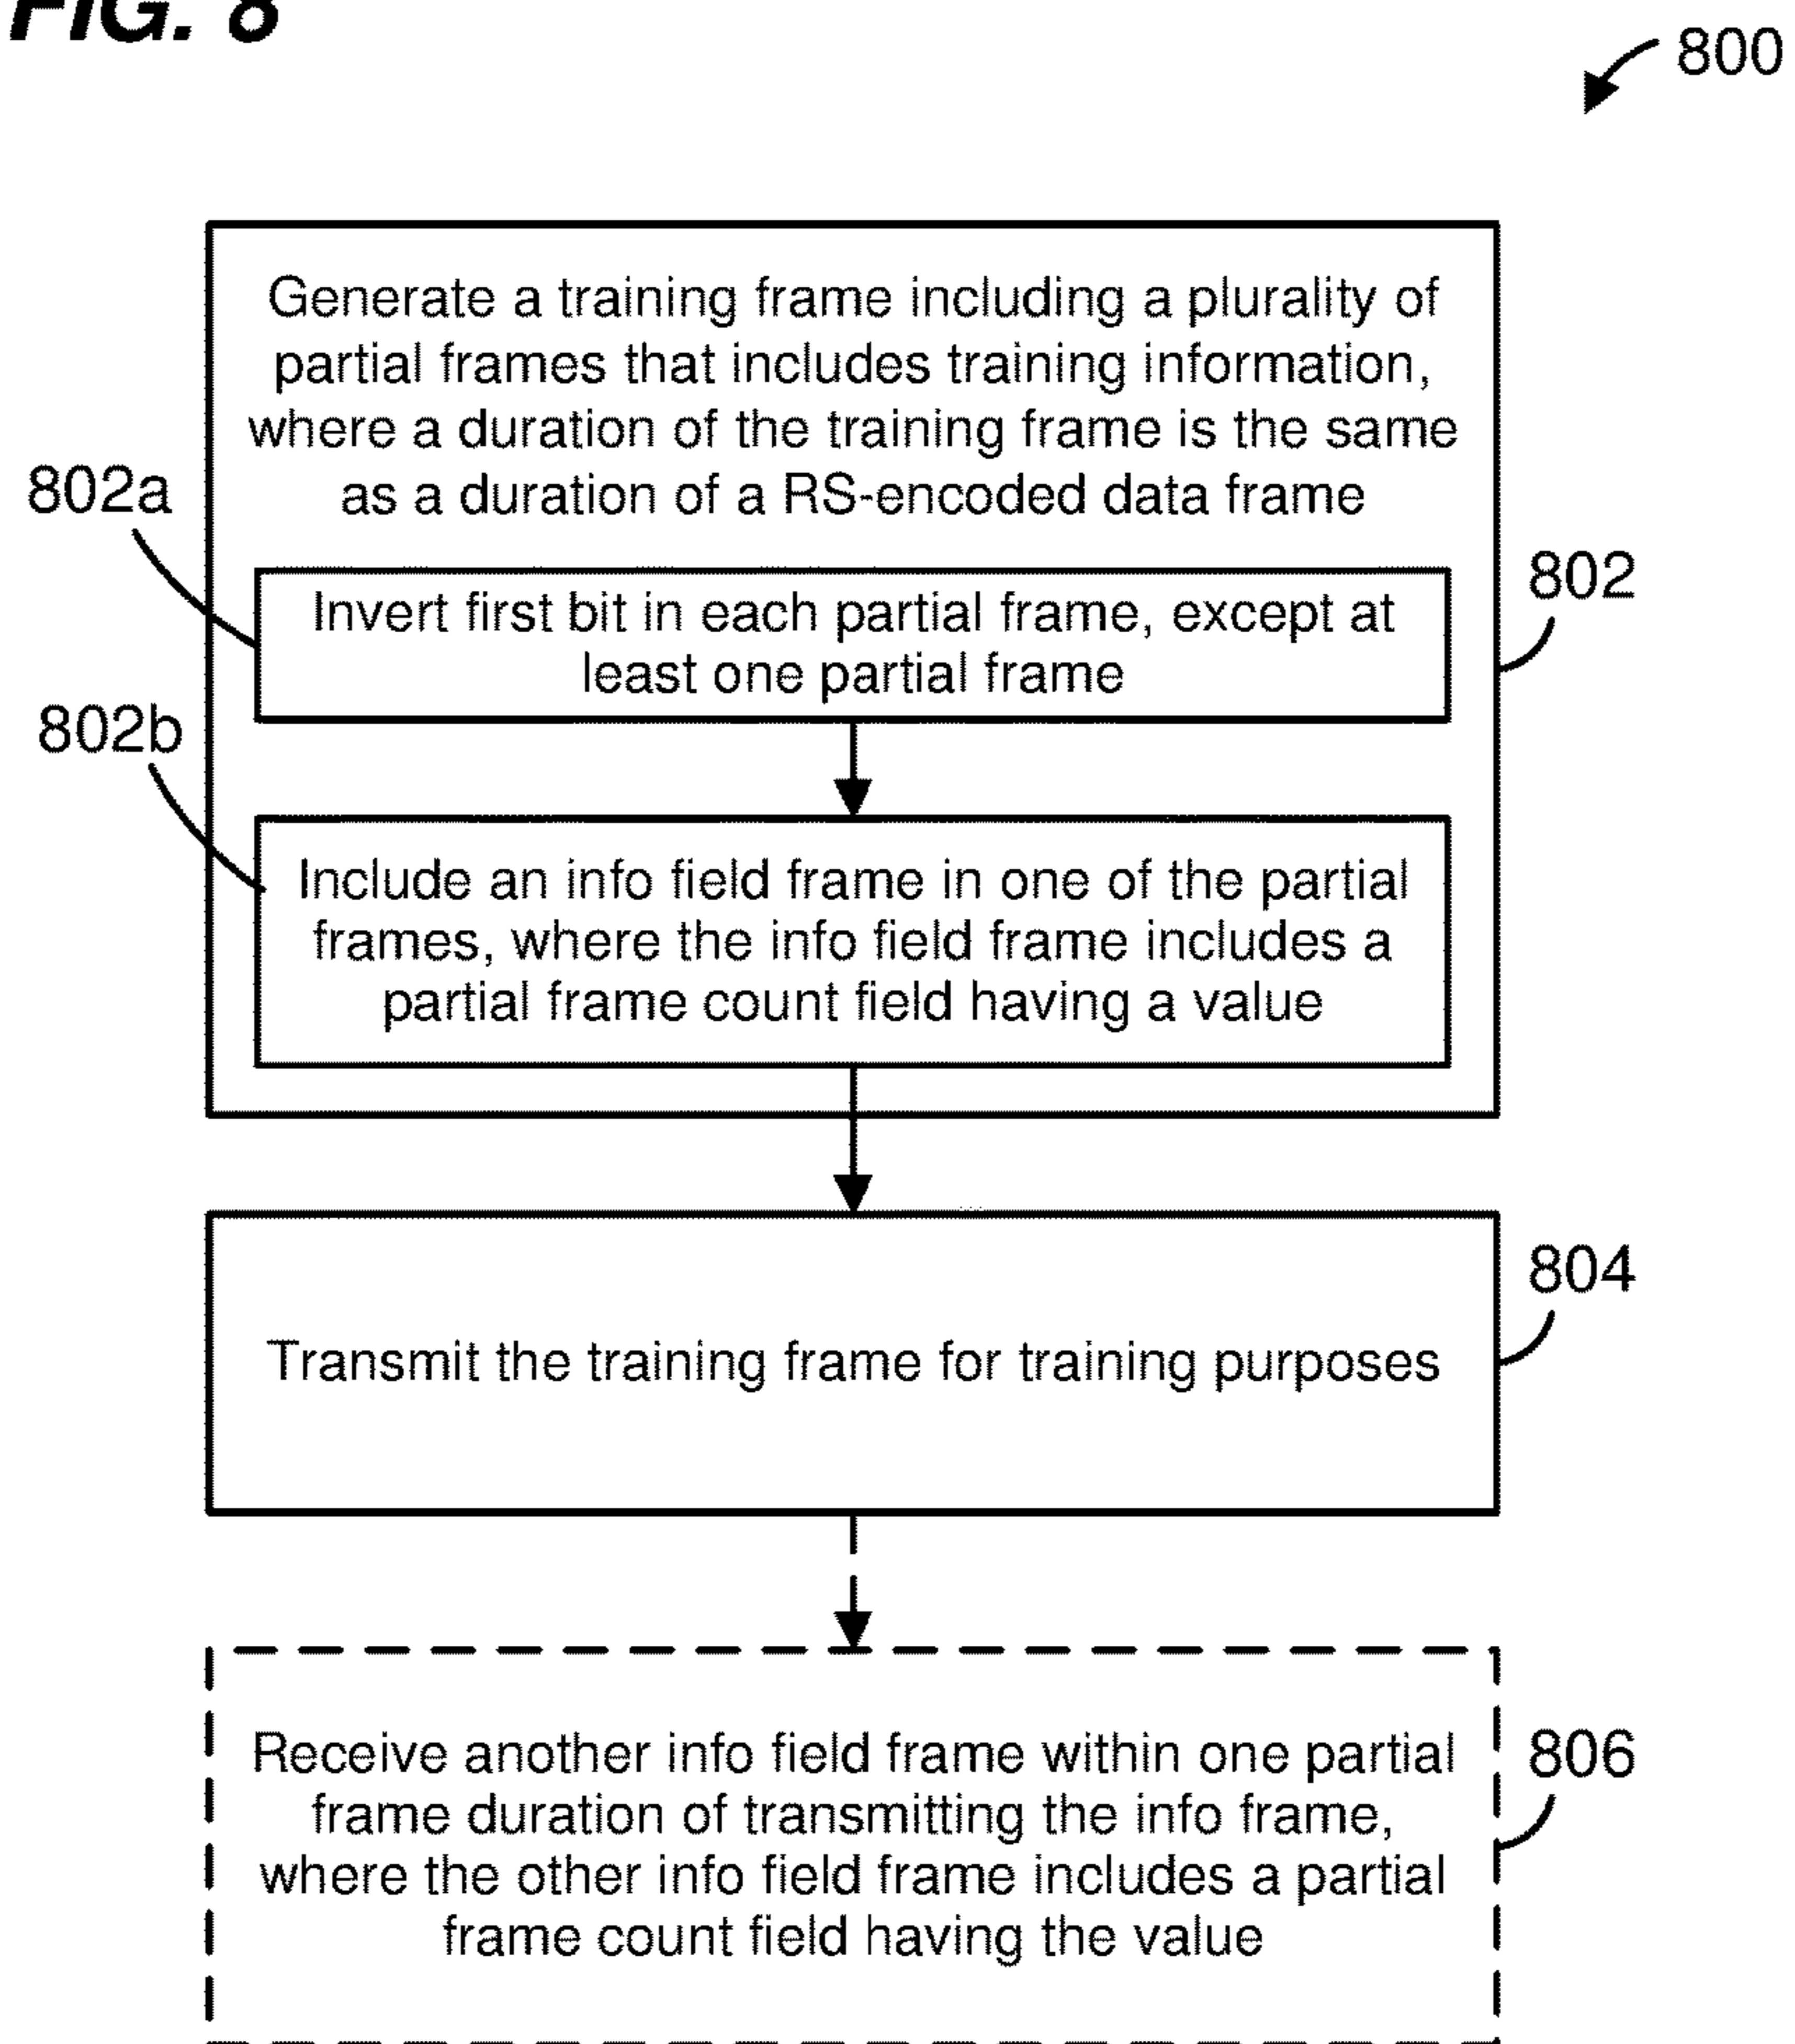 FIG. 8
800
Generate a training frame including a plurality of
partial frames that includes training information,
where a duration of the training frame is the same
as a duration of a RS-encoded data frame
802a
802
Invert first bit in each partial frame, except at
least one partial frame
802b
Include an info field frame in one of the partial
frames, where the info field frame includes a
partial frame count field having a value
804
Transmit the training frame for training purposes
806
Receive another info field frame within one partial
frame duration of transmitting the info frame,
where the other info field frame includes a partial
frame count field having the value